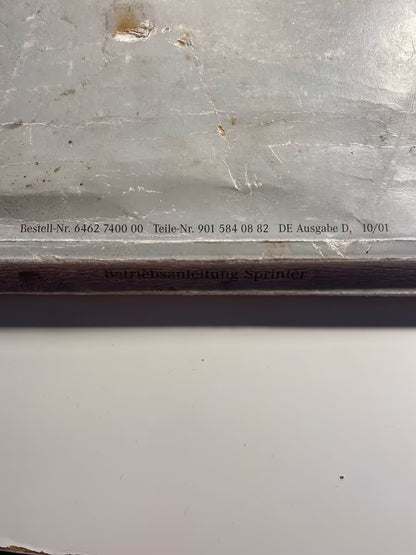 Bestell-Nr. 6462 7400 00 Teile-Nr. 901 584 08 82 DE Ausgabe D, 10/01
Betriebsanleitung Sprinter